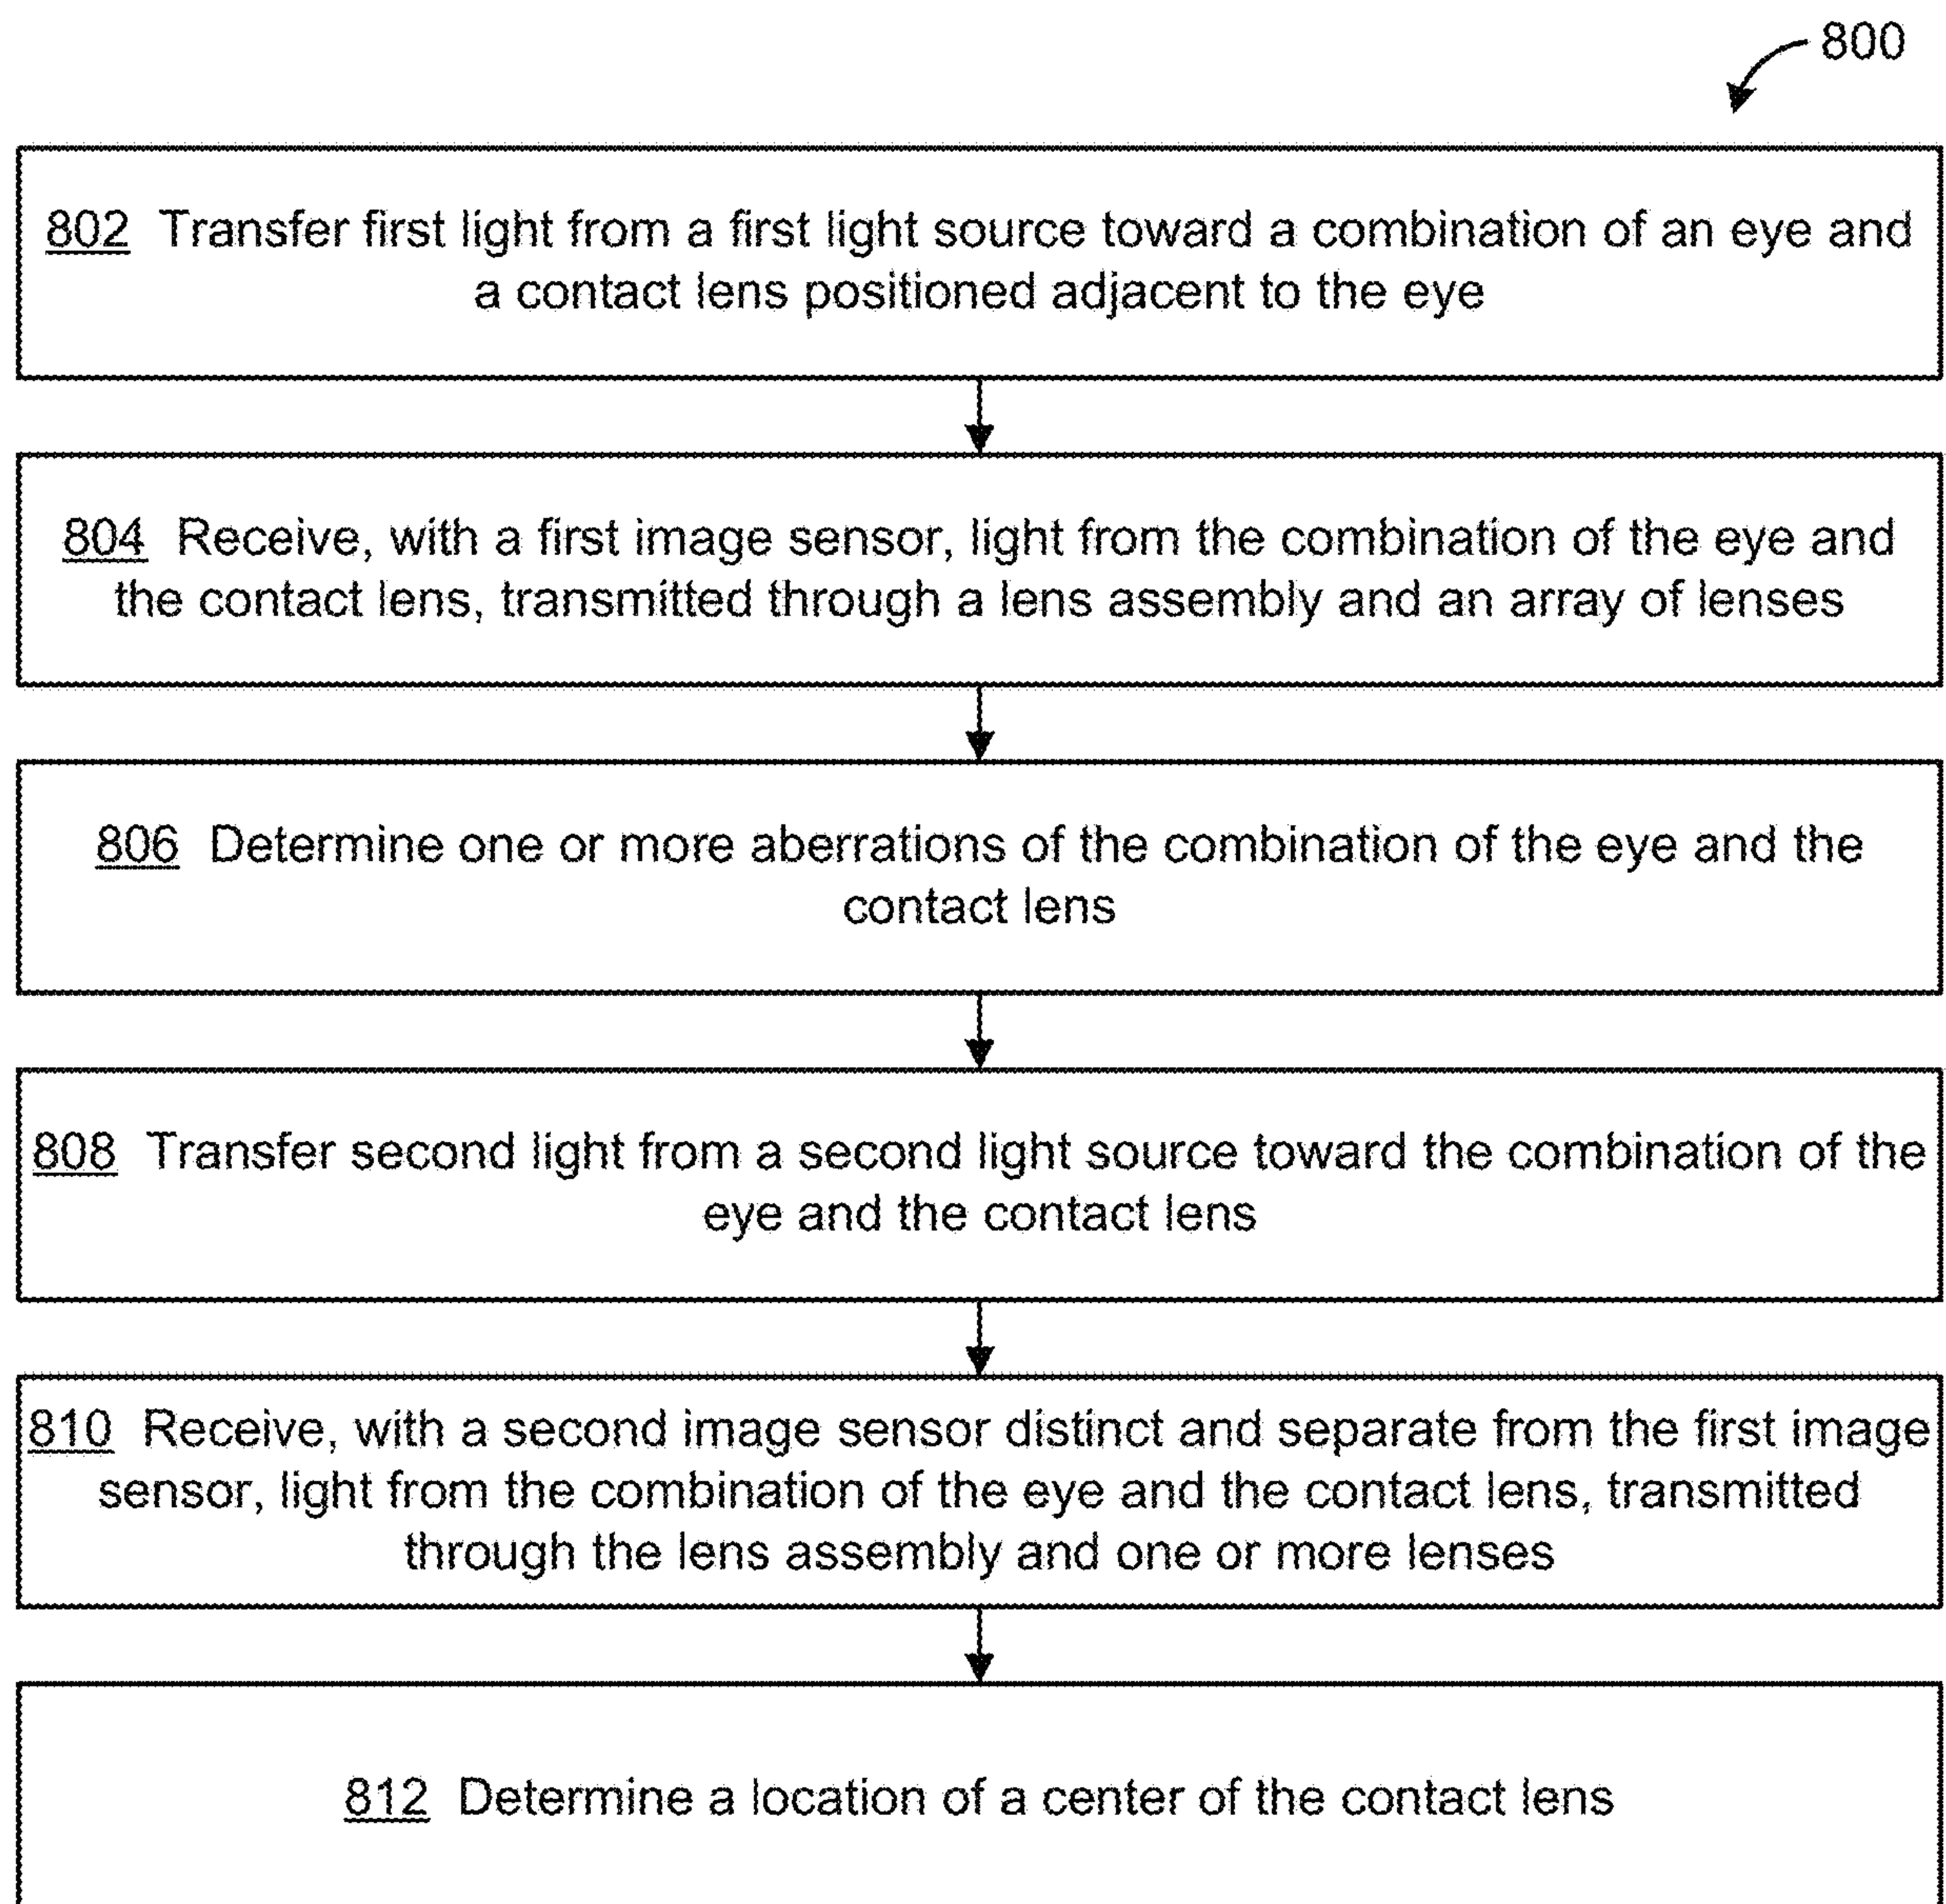 800
802 Transfer first light from a first light source toward a combination of an eye and
a contact lens positioned adjacent to the eye
804 Receive, with a first image sensor, light from the combination of the eye and
the contact lens, transmitted through a lens assembly and an array of lenses
806 Determine one or more aberrations of the combination of the eye and the
contact lens
808 Transfer second light from a second light source toward the combination of the
eye and the contact lens
810 Receive, with a second image sensor distinct and separate from the first image
sensor, light from the combination of the eye and the contact lens, transmitted
through the lens assembly and one or more lenses
812 Determine a location of a center of the contact lens